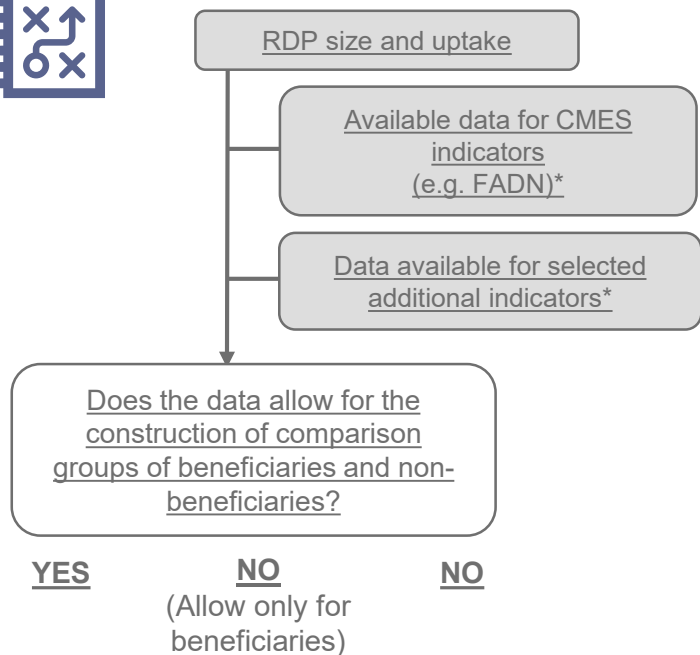 RDP size and uptake
Available data for CMES
indicators
(e.g. FADN)*
Data available for selected
additional indicators*
Does the data allow for the
construction of comparison
groups of beneficiaries and non-
beneficiaries?
YES
NO
(Allow only for
beneficiaries)
NO